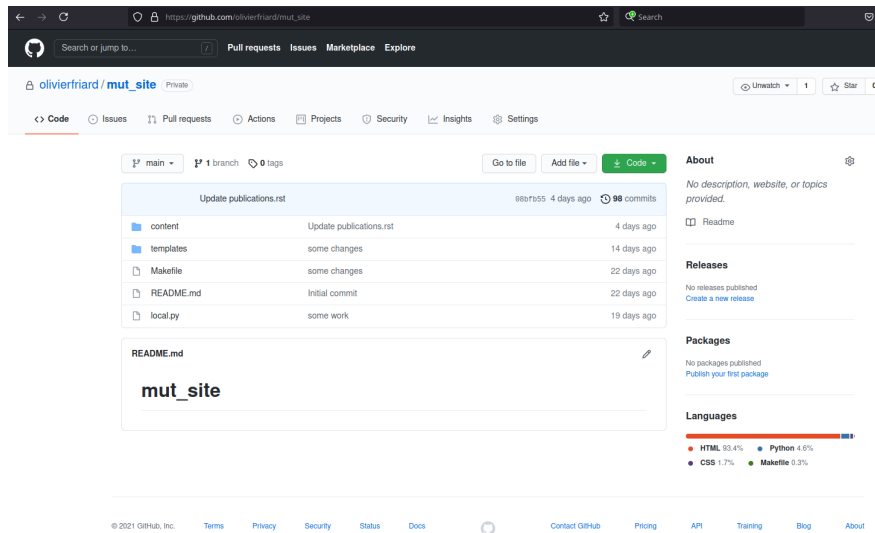 https://github.com/olivierfriard/mut_site Search
Search or jump to... / Pull requests Issues Marketplace Explore
olivierfriard / mut_site Private Unwatch 1 Star
Code Issues Pull requests Actions Projects Security Insights Settings
main 1 branch 0 tags Go to file Add file Code
Update publications.rst 08bfb55 4 days ago 98 commits
content Update publications.rst 4 days ago
templates some changes 14 days ago
Makefile some changes 22 days ago
README.md Initial commit 22 days ago
local.py some work 19 days ago
README.md
mut_site
About
No description, website, or topics
provided.
Readme
Releases
No releases published
Create a new release
Packages
No packages published
Publish your first package
Languages
HTML 93.4% Python 4.6%
CSS 1.7% Makefile 0.3%
© 2021 GitHub, Inc. Terms Privacy Security Status Docs Contact GitHub Pricing API Training Blog About